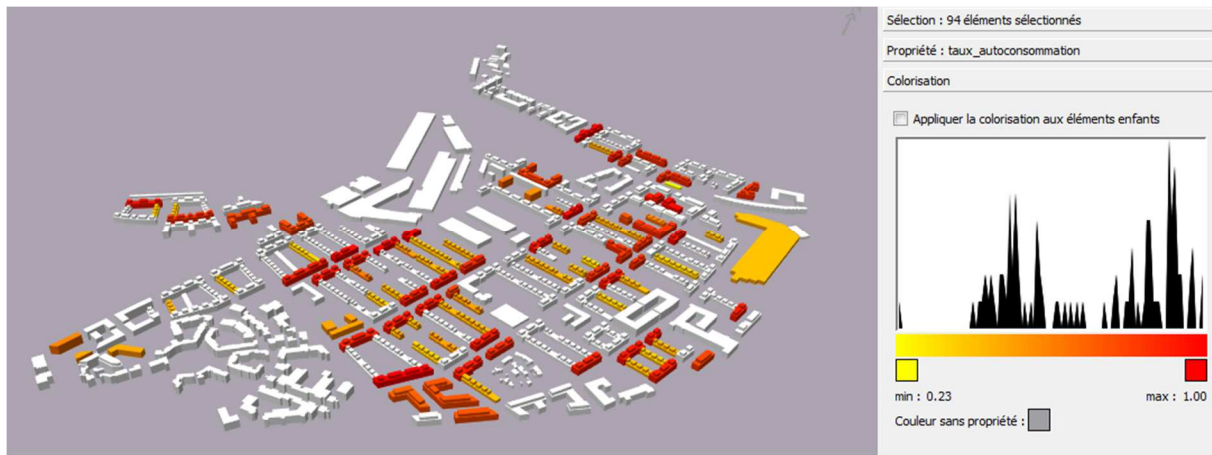 Sélection : 94 éléments sélectionnés
Propriété : taux_autoconsommation
Colorisation
Appliquer la colorisation aux éléments enfants
min : 0.23 max : 1.00
Couleur sans propriété :